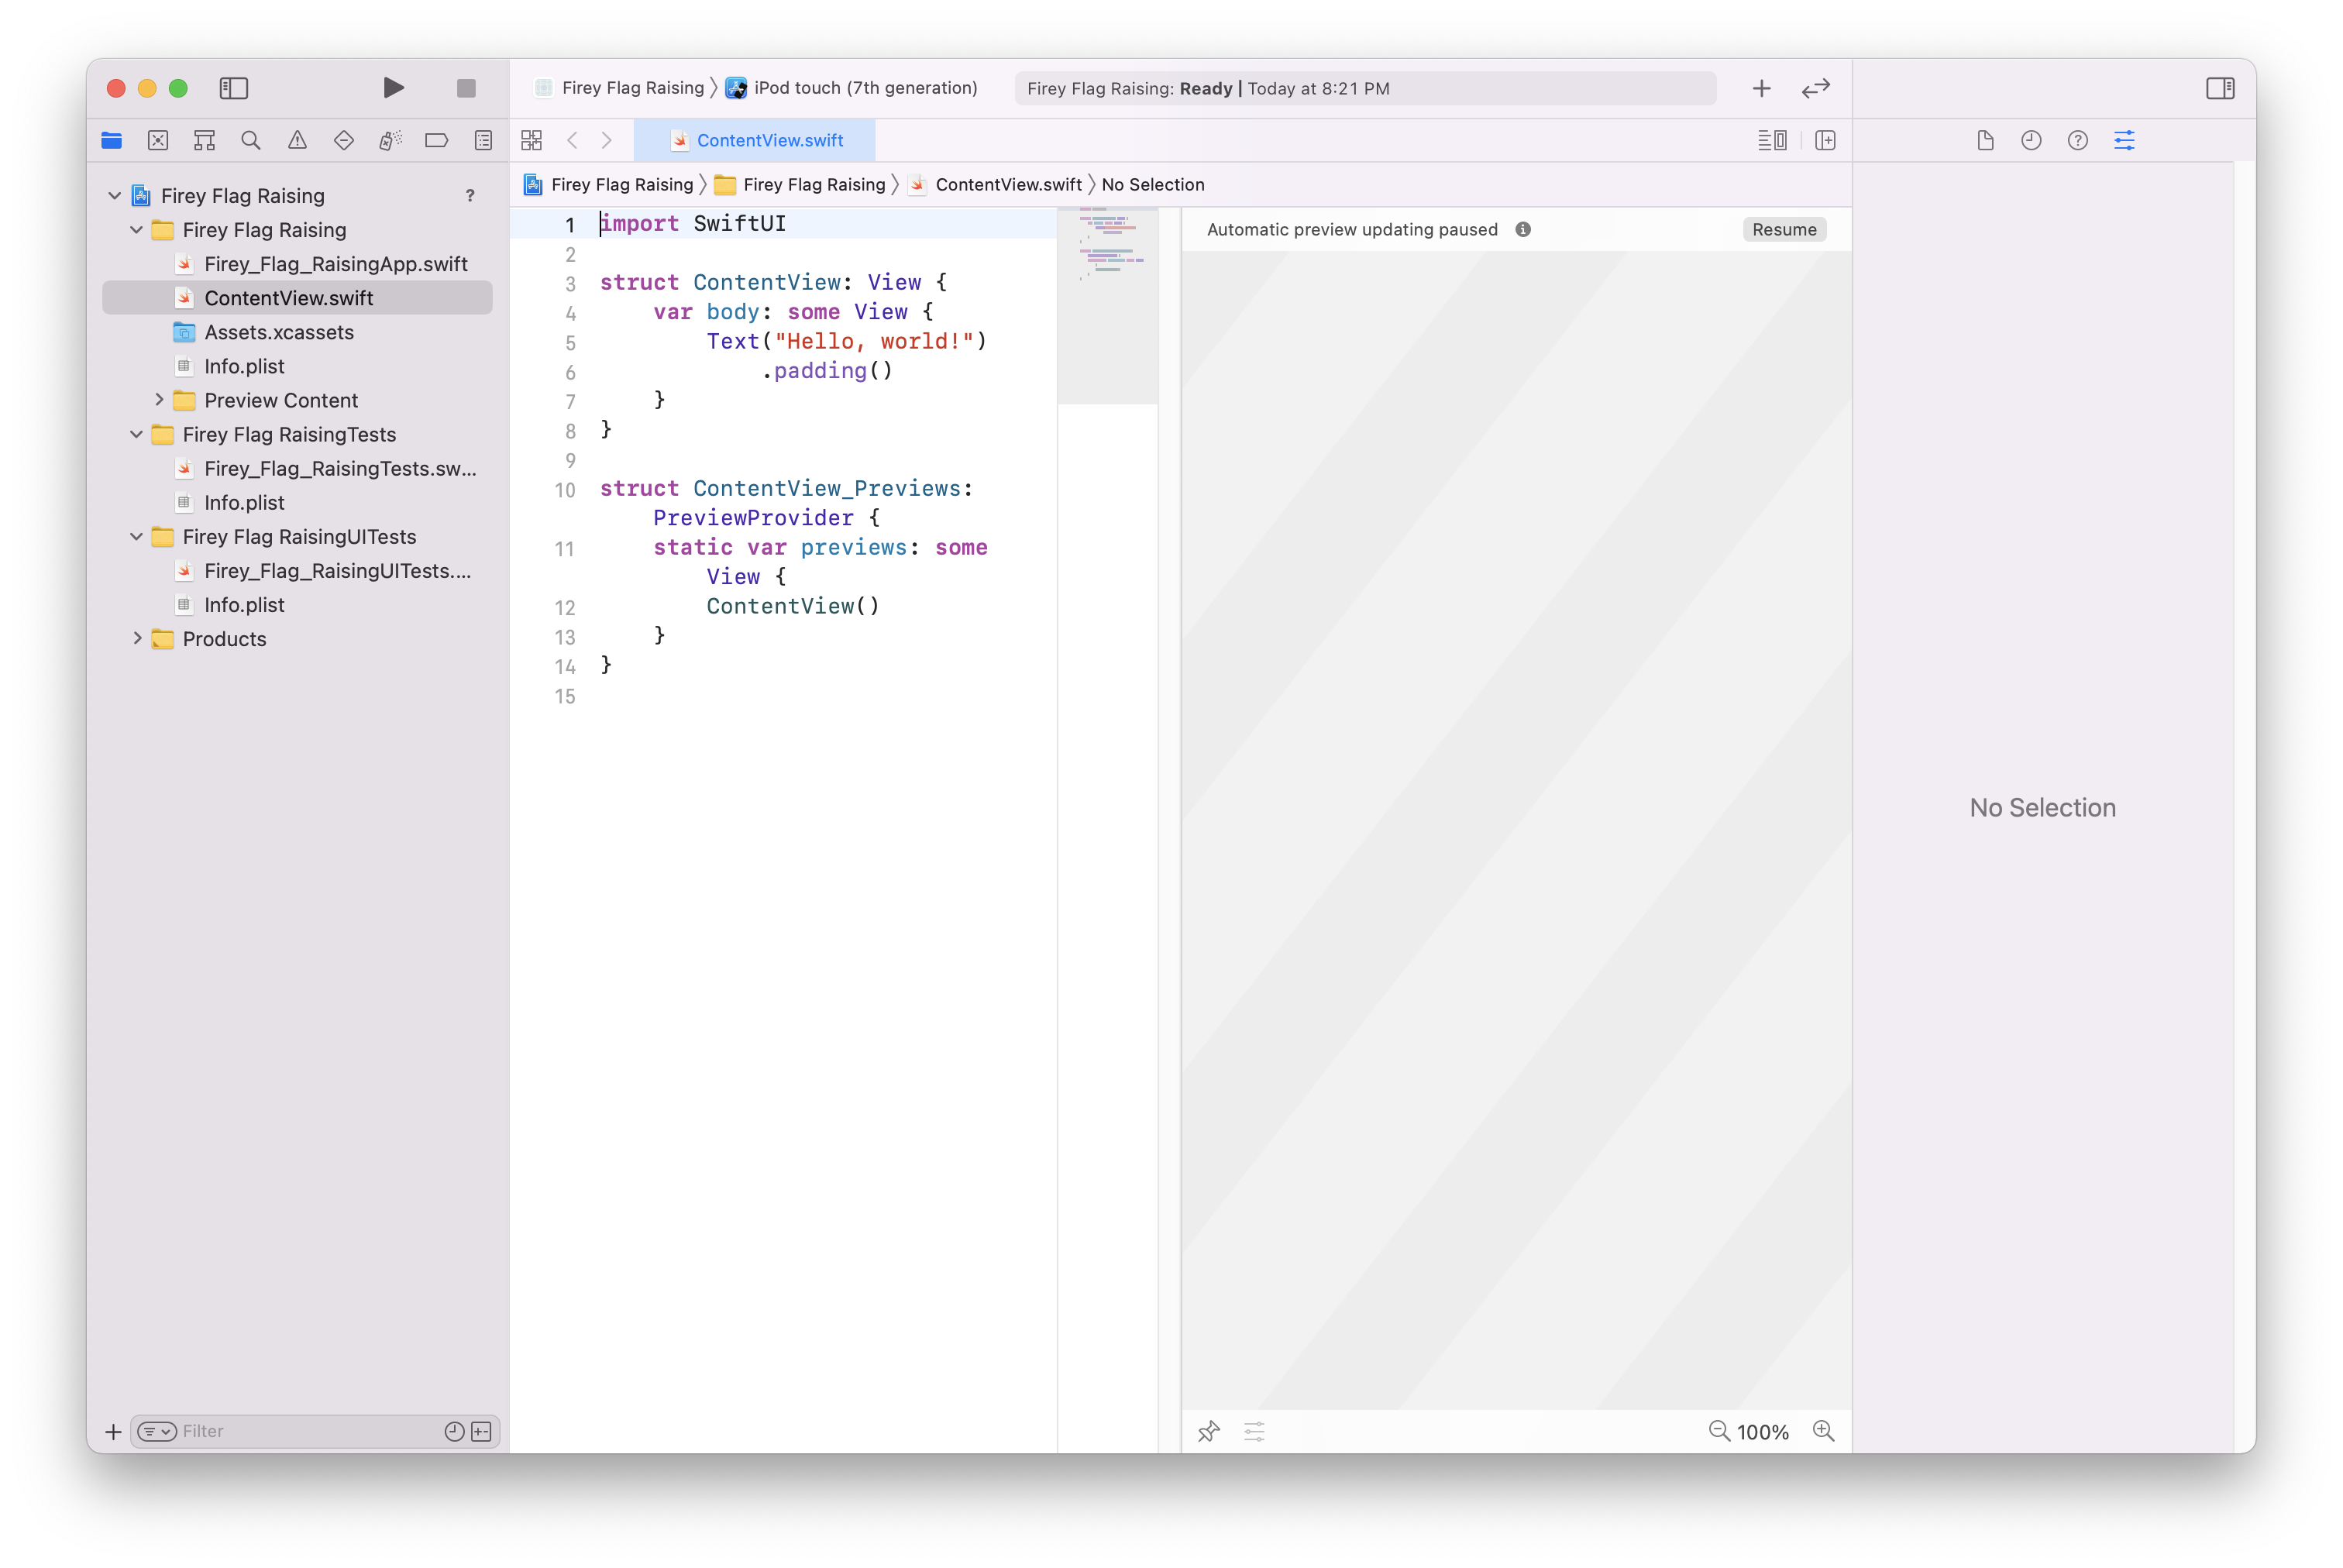 Firey Flag Raising 〉 iPod touch (7th generation)
Firey Flag Raising: Ready | Today at 8:21 PM
ContentView.swift
Firey Flag Raising 〉 Firey Flag Raising 〉 ContentView.swift 〉 No Selection
Firey Flag Raising ?
Firey Flag Raising
Firey_Flag_RaisingApp.swift
ContentView.swift
Assets.xcassets
Info.plist
Preview Content
Firey Flag RaisingTests
Firey_Flag_RaisingTests.sw...
Info.plist
Firey Flag RaisingUITests
Firey_Flag_RaisingUITests....
Info.plist
Products
Filter
1 import SwiftUI
2
3 struct ContentView: View {
4 var body: some View {
5 Text("Hello, world!")
6 .padding()
7 }
8 }
9
10 struct ContentView_Previews:
PreviewProvider {
11 static var previews: some
View {
12 ContentView()
13 }
14 }
15
Automatic preview updating paused
Resume
100%
No Selection